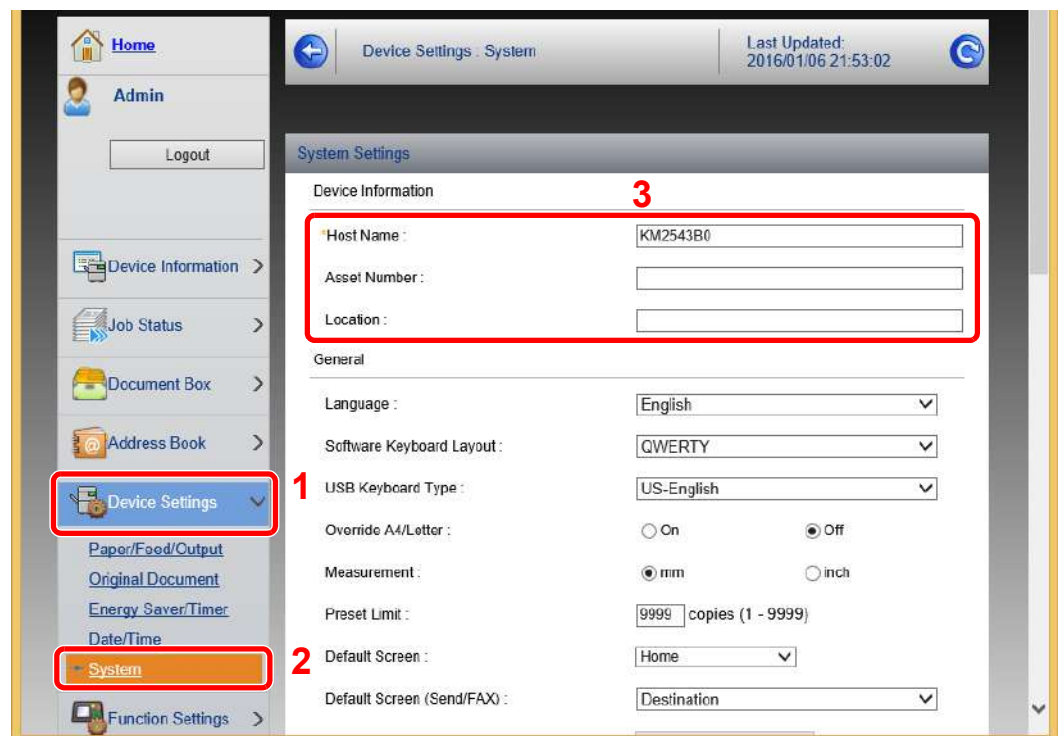 Home
Admin
Logout
Device Information
Job Status
Document Box
Address Book
1
Device Settings
Paper/Feed/Output
Original Document
Energy Saver/Timer
Date/Time
2
System
Function Settings
Device Settings : System
Last Updated:
2016/01/06 21:53:02
System Settings
Device Information
3
*Host Name : KM2543B0
Asset Number :
Location :
General
Language : English
Software Keyboard Layout : QWERTY
USB Keyboard Type : US-English
Override A4/Letter : On Off
Measurement : mm inch
Preset Limit : 9999 copies (1 - 9999)
Default Screen : Home
Default Screen (Send/FAX) : Destination